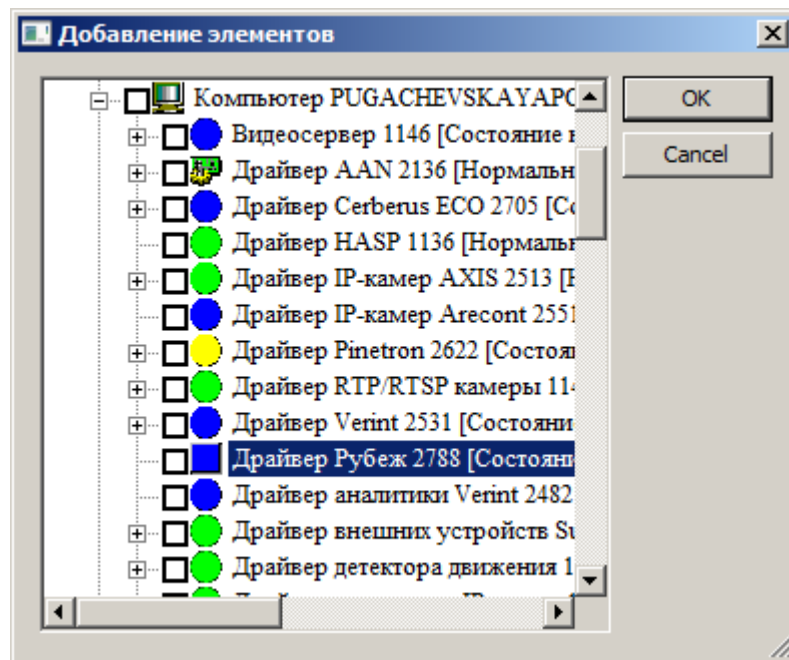 Добавление элементов
Компьютер PUGACHEVSKAYAPC
OK
Видеосервер 1146 [Состояние
Cancel
Драйвер AAN 2136 [Нормальн
Драйвер Cerberus ECO 2705 [Со
Драйвер HASP 1136 [Нормальн
Драйвер IP-камер AXIS 2513 [
Драйвер IP-камер Arecont 2551
Драйвер Pinetron 2622 [Состоя
Драйвер RTP/RTSP камеры 114
Драйвер Verint 2531 [Состояни
Драйвер Рубеж 2788 [Состояни
Драйвер аналитики Verint 2482
Драйвер внешних устройств Su
Драйвер детектора движения 1